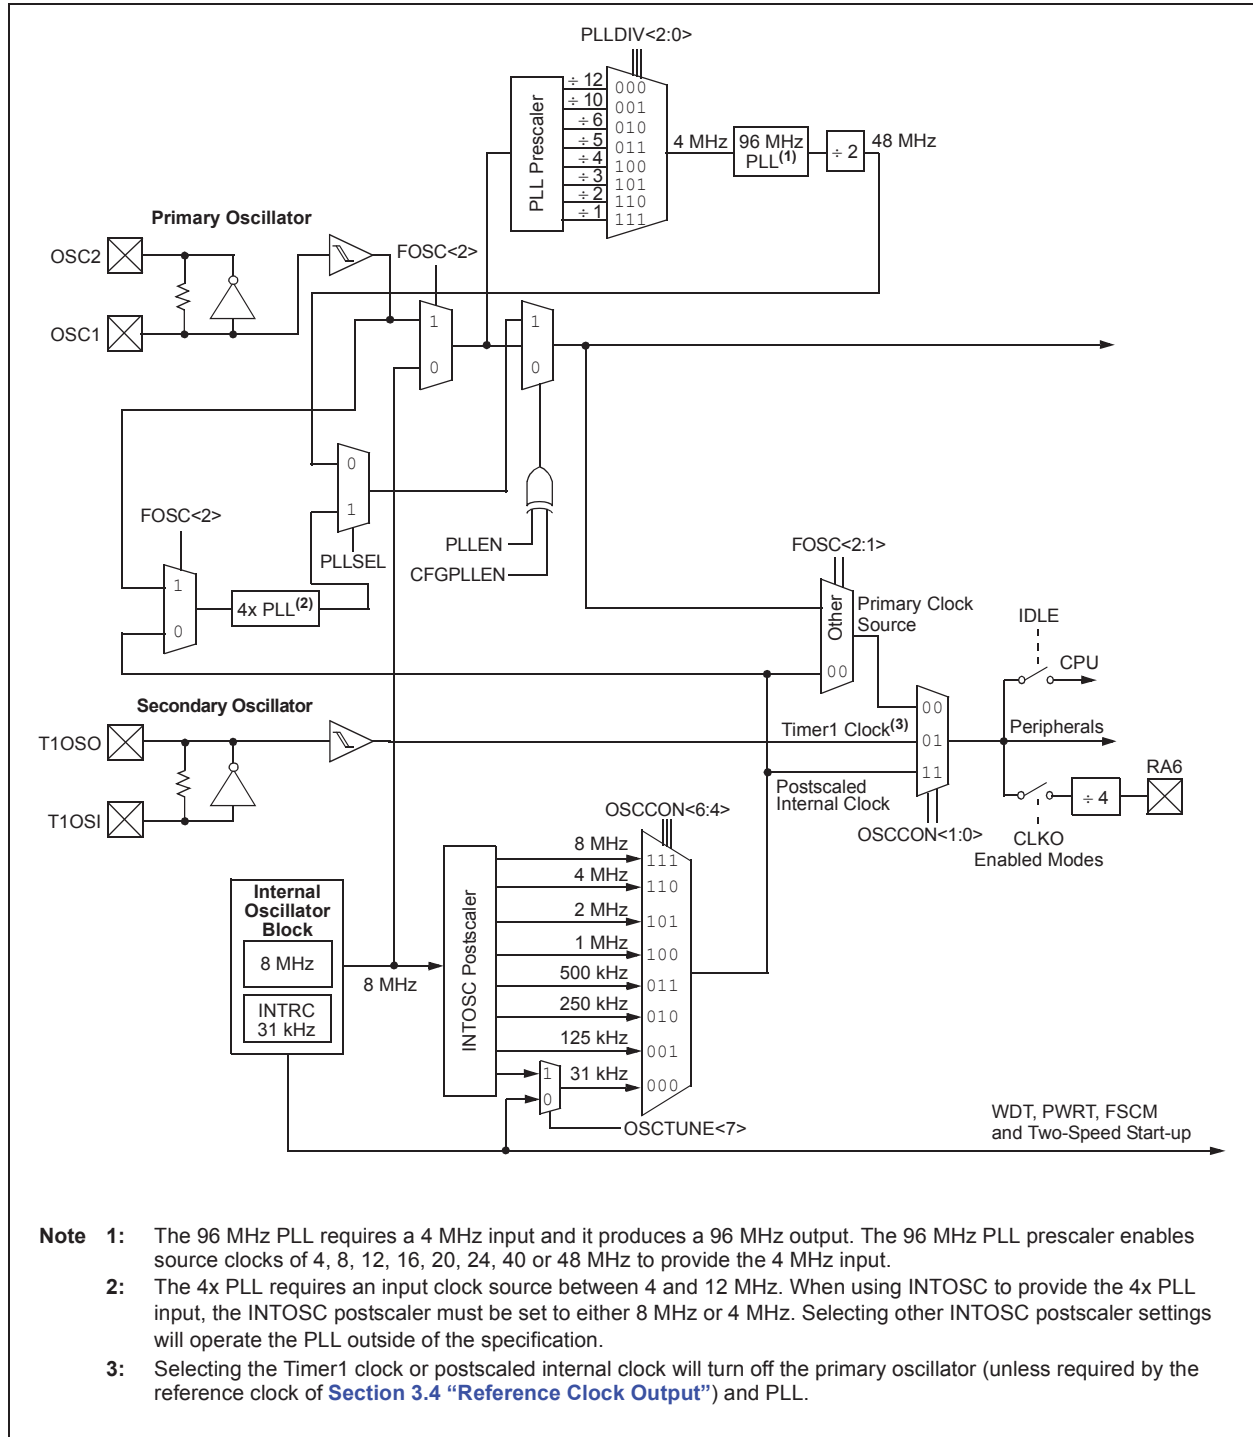 PLLDIV<2:0>
PLL Prescaler
÷ 12
000
÷ 10
001
÷ 6
010
÷ 5
011
÷ 4
100
÷ 3
101
÷ 2
110
÷ 1
111
4 MHz
96 MHz
PLL(1)
÷ 2
48 MHz
Primary Oscillator
OSC2
OSC1
FOSC<2>
1
0
1
0
0
1
PLLSEL
PLLEN
CFGPLLEN
FOSC<2>
1
0
4x PLL(2)
FOSC<2:1>
Other
00
Primary Clock
Source
IDLE
CPU
Secondary Oscillator
T1OSO
T1OSI
Timer1 Clock(3)
00
01
11
Peripherals
Postscaled
Internal Clock
OSCCON<1:0>
RA6
÷ 4
CLKO
Enabled Modes
OSCCON<6:4>
Internal
Oscillator
Block
8 MHz
INTRC
31 kHz
8 MHz
INTOSC Postscaler
8 MHz
111
4 MHz
110
2 MHz
101
1 MHz
100
500 kHz
011
250 kHz
010
125 kHz
001
1
0
31 kHz
000
OSCTUNE<7>
WDT, PWRT, FSCM
and Two-Speed Start-up
Note 1: The 96 MHz PLL requires a 4 MHz input and it produces a 96 MHz output. The 96 MHz PLL prescaler enables
source clocks of 4, 8, 12, 16, 20, 24, 40 or 48 MHz to provide the 4 MHz input.
2: The 4x PLL requires an input clock source between 4 and 12 MHz. When using INTOSC to provide the 4x PLL
input, the INTOSC postscaler must be set to either 8 MHz or 4 MHz. Selecting other INTOSC postscaler settings
will operate the PLL outside of the specification.
3: Selecting the Timer1 clock or postscaled internal clock will turn off the primary oscillator (unless required by the
reference clock of Section 3.4 “Reference Clock Output”) and PLL.